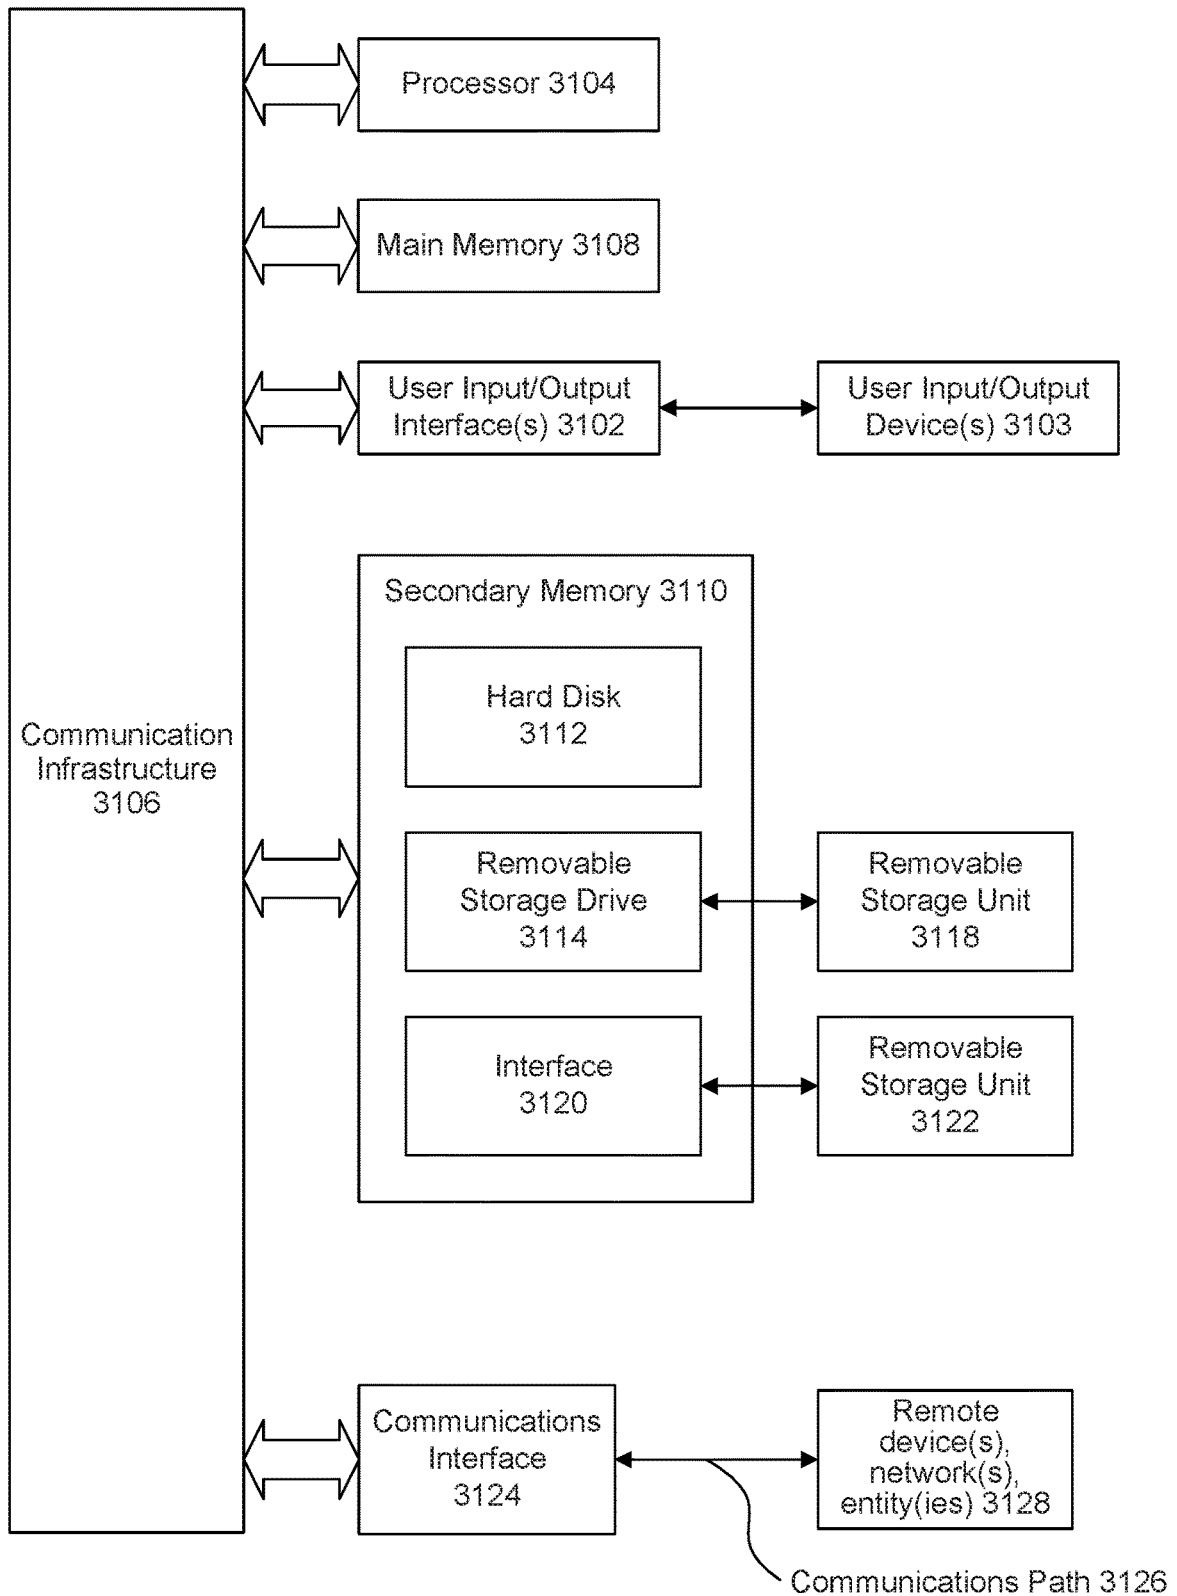 Processor 3104
Main Memory 3108
User Input/Output
Interface(s) 3102
User Input/Output
Device(s) 3103
Secondary Memory 3110
Hard Disk
3112
Communication
Infrastructure
3106
Removable
Storage Drive
3114
Removable
Storage Unit
3118
Interface
3120
Removable
Storage Unit
3122
Communications
Interface
3124
Remote
device(s),
network(s),
entity(ies) 3128
Communications Path 3126